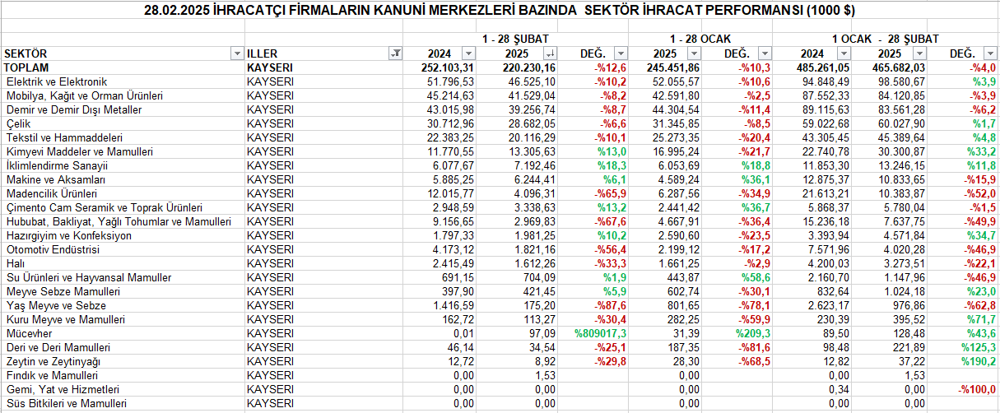 28.02.2025 İHRACATÇI FİRMALARIN KANUNİ MERKEZLERİ BAZINDA SEKTÖR İHRACAT PERFORMANSI (1000 $)
1 - 28 ŞUBAT 1 - 28 OCAK 1 OCAK - 28 ŞUBAT
SEKTÖR ILLER 2024 2025 DEĞ. 2025 DEĞ. 2024 2025 DEĞ.
TOPLAM KAYSERI 252.103,31 220.230,16 -%12,6 245.451,86 -%10,3 485.261,05 465.682,03 -%4,0
Elektrik ve Elektronik KAYSERI 51.796,53 46.525,10 -%10,2 52.055,57 -%10,6 94.848,49 98.580,67 %3,9
Mobilya, Kağıt ve Orman Ürünleri KAYSERI 45.214,63 41.529,04 -%8,2 42.591,80 -%2,5 87.552,33 84.120,85 -%3,9
Demir ve Demir Dışı Metaller KAYSERI 43.015,98 39.256,74 -%8,7 44.304,54 -%11,4 89.115,63 83.561,28 -%6,2
Çelik KAYSERI 30.712,96 28.682,05 -%6,6 31.345,85 -%8,5 59.022,68 60.027,90 %1,7
Tekstil ve Hammaddeleri KAYSERI 22.383,25 20.116,29 -%10,1 25.273,35 -%20,4 43.305,45 45.389,64 %4,8
Kimyevi Maddeler ve Mamulleri KAYSERI 11.770,55 13.305,63 %13,0 16.995,24 -%21,7 22.740,78 30.300,87 %33,2
İklimlendirme Sanayii KAYSERI 6.077,67 7.192,46 %18,3 6.053,69 %18,8 11.853,30 13.246,15 %11,8
Makine ve Aksamları KAYSERI 5.885,25 6.244,41 %6,1 4.589,24 %36,1 12.875,37 10.833,65 -%15,9
Madencilik Ürünleri KAYSERI 12.015,77 4.096,31 -%65,9 6.287,56 -%34,9 21.613,21 10.383,87 -%52,0
Çimento Cam Seramik ve Toprak Ürünleri KAYSERI 2.948,59 3.338,63 %13,2 2.441,42 %36,7 5.868,37 5.780,04 -%1,5
Hububat, Bakliyat, Yağlı Tohumlar ve Mamulleri KAYSERI 9.156,65 2.969,83 -%67,6 4.667,91 -%36,4 15.236,18 7.637,75 -%49,9
Hazırgiyim ve Konfeksiyon KAYSERI 1.797,33 1.981,25 %10,2 2.590,60 -%23,5 3.393,94 4.571,84 %34,7
Otomotiv Endüstrisi KAYSERI 4.173,12 1.821,16 -%56,4 2.199,12 -%17,2 7.571,96 4.020,28 -%46,9
Halı KAYSERI 2.415,49 1.612,26 -%33,3 1.661,25 -%2,9 4.200,03 3.273,51 -%22,1
Su Ürünleri ve Hayvansal Mamuller KAYSERI 691,15 704,09 %1,9 443,87 %58,6 2.160,70 1.147,96 -%46,9
Meyve Sebze Mamulleri KAYSERI 397,90 421,45 %5,9 602,74 -%30,1 832,64 1.024,18 %23,0
Yaş Meyve ve Sebze KAYSERI 1.416,59 175,20 -%87,6 801,65 -%78,1 2.623,17 976,86 -%62,8
Kuru Meyve ve Mamulleri KAYSERI 162,72 113,27 -%30,4 282,25 -%59,9 230,39 395,52 %71,7
Mücevher KAYSERI 0,01 97,09 %809017,3 31,39 %209,3 89,50 128,48 %43,6
Deri ve Deri Mamulleri KAYSERI 46,14 34,54 -%25,1 187,35 -%81,6 98,48 221,89 %125,3
Zeytin ve Zeytinyağı KAYSERI 12,72 8,92 -%29,8 28,30 -%68,5 12,82 37,22 %190,2
Fındık ve Mamulleri KAYSERI 0,00 1,53 0,00 0,00 1,53
Gemi, Yat ve Hizmetleri KAYSERI 0,00 0,00 0,00 0,34 0,00 -%100,0
Süs Bitkileri ve Mamulleri KAYSERI 0,00 0,00 0,00 0,00 0,00